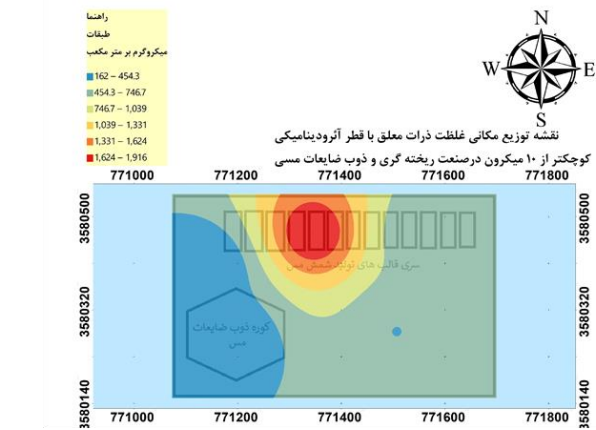 راهنما
طبقات
میکروگرم بر متر مکعب
162 – 454.3
454.3 – 746.7
746.7 – 1,039
1,039 – 1,331
1,331 – 1,624
1,624 – 1,916
N
W
E
S
نقشه توزیع مکانی غلظت ذرات معلق با قطر آئرودینامیکی
کوچکتر از ۱۰ میکرون درصنعت ریخته گری و ذوب ضایعات مسی
771000 771200 771400 771600 771800
3580500
3580320
3580140
3580500
3580320
3580140
سری قالب های تولید شمش مس
کوره ذوب ضایعات
مس
771000 771200 771400 771600 771800